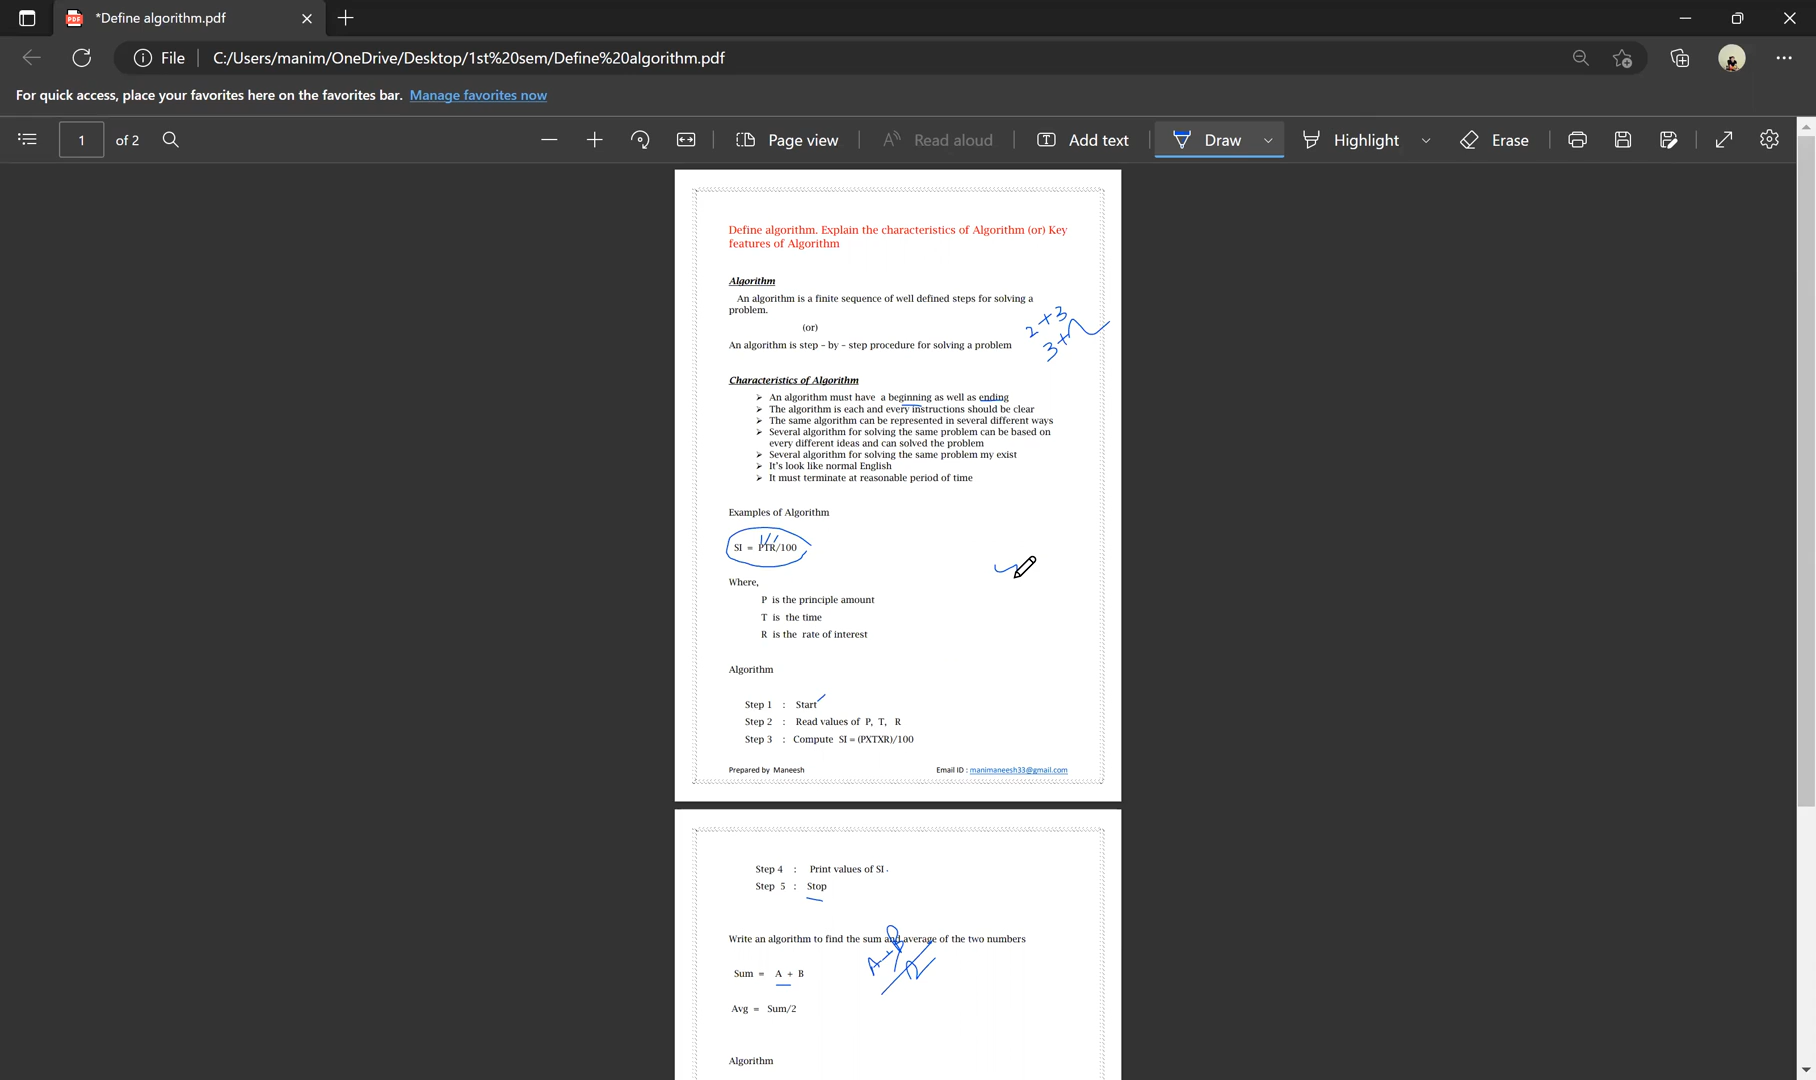 *Define algorithm.pdf
File
C:/Users/manim/OneDrive/Desktop/1st%20sem/Define%20algorithm.pdf
For quick access, place your favorites here on the favorites bar. Manage favorites now
1 of 2
Page view
Read aloud
Add text
Draw
Highlight
Erase
Define algorithm. Explain the characteristics of Algorithm (or) Key
features of Algorithm
Algorithm
An algorithm is a finite sequence of well defined steps for solving a
problem.
(or)
2+3
An algorithm is step – by – step procedure for solving a problem
3+
Characteristics of Algorithm
➢ An algorithm must have a beginning as well as ending
➢ The algorithm is each and every instructions should be clear
➢ The same algorithm can be represented in several different ways
➢ Several algorithm for solving the same problem can be based on
every different ideas and can solved the problem
➢ Several algorithm for solving the same problem my exist
➢ It's look like normal English
➢ It must terminate at reasonable period of time
Examples of Algorithm
SI = PTR/100
Where,
P is the principle amount
T is the time
R is the rate of interest
Algorithm
Step 1 : Start
Step 2 : Read values of P, T, R
Step 3 : Compute SI = (PXTXR)/100
Prepared by Maneesh Email ID : manimaneesh33@gmail.com
Step 4 : Print values of SI .
Step 5 : Stop
Write an algorithm to find the sum and average of the two numbers
A+B/2
Sum = A + B
Avg = Sum/2
Algorithm